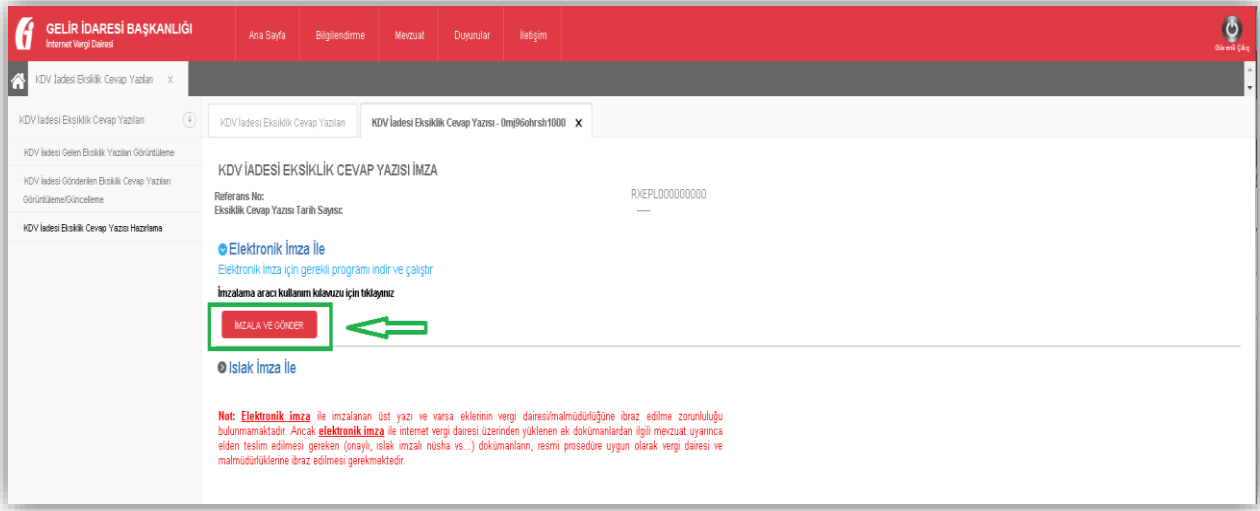 GELİR İDARESİ BAŞKANLIĞI
İnternet Vergi Dairesi
Ana Sayfa
Bilgilendirme
Mevzuat
Duyurular
İletişim
Güvenli Çıkış
KDV İadesi Eksiklik Cevap Yazıları X
KDV İadesi Eksiklik Cevap Yazıları
KDV İadesi Gelen Eksiklik Yazıları Görüntüleme
KDV İadesi Gönderilen Eksiklik Cevap Yazıları
Görüntüleme/Güncelleme
KDV İadesi Eksiklik Cevap Yazısı Hazırlama
KDV İadesi Eksiklik Cevap Yazıları
KDV İadesi Eksiklik Cevap Yazısı - 0mj96ohrsh1000 X
KDV İADESİ EKSİKLİK CEVAP YAZISI İMZA
Referans No: RXEPL000000000
Eksiklik Cevap Yazısı Tarih Sayısı: -----
Elektronik İmza İle
Elektronik İmza için gerekli programı indir ve çalıştır
İmzalama aracı kullanım kılavuzu için tıklayınız
İMZALA VE GÖNDER
Islak İmza İle
Not: Elektronik imza ile imzalanan üst yazı ve varsa eklerinin vergi dairesi/malmüdürlüğüne ibraz edilme zorunluluğu
bulunmamaktadır. Ancak elektronik imza ile internet vergi dairesi üzerinden yüklenen ek dokümanlardan ilgili mevzuat uyarınca
elden teslim edilmesi gereken (onaylı, ıslak imzalı nüsha vs...) dokümanların, resmi prosedüre uygun olarak vergi dairesi ve
malmüdürlüklerine ibraz edilmesi gerekmektedir.